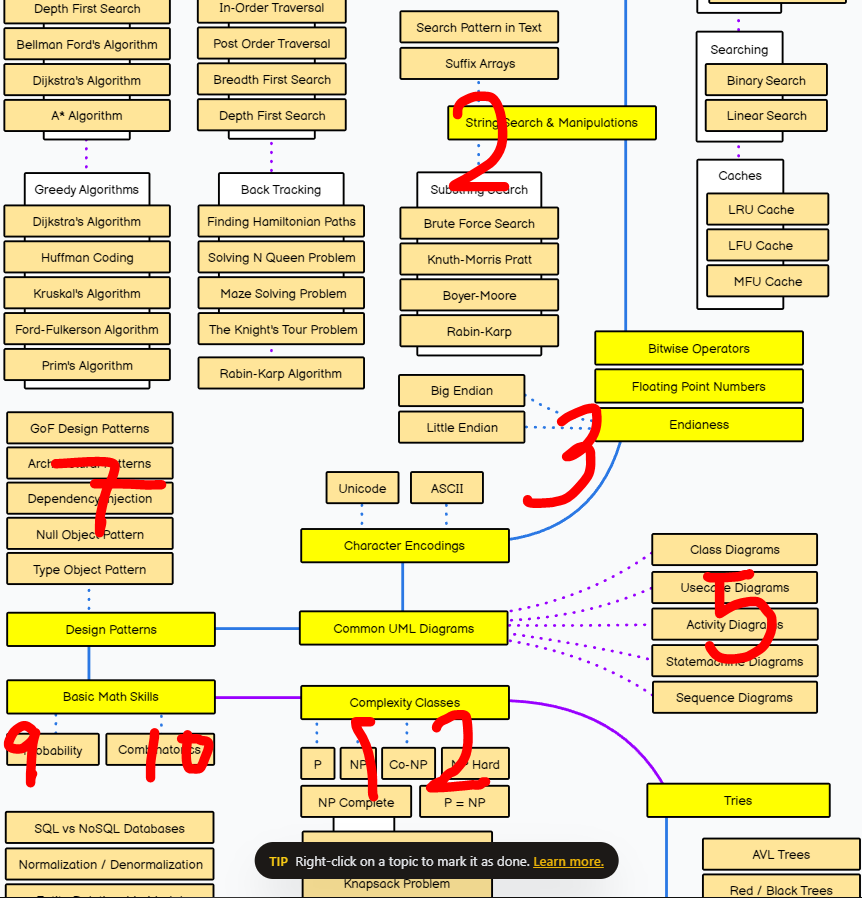 Depth First Search
Bellman Ford's Algorithm
Dijkstra's Algorithm
A* Algorithm
In-Order Traversal
Post Order Traversal
Breadth First Search
Depth First Search
Search Pattern in Text
Suffix Arrays
String Search & Manipulations
2
Searching
Binary Search
Linear Search
Greedy Algorithms
Dijkstra's Algorithm
Huffman Coding
Kruskal's Algorithm
Ford-Fulkerson Algorithm
Prim's Algorithm
Back Tracking
Finding Hamiltonian Paths
Solving N Queen Problem
Maze Solving Problem
The Knight's Tour Problem
Rabin-Karp Algorithm
Substring Search
Brute Force Search
Knuth-Morris Pratt
Boyer-Moore
Rabin-Karp
Caches
LRU Cache
LFU Cache
MFU Cache
Bitwise Operators
Floating Point Numbers
Endianess
Big Endian
Little Endian
3
GoF Design Patterns
Architectural Patterns
Dependency Injection
Null Object Pattern
Type Object Pattern
7
Unicode
ASCII
Character Encodings
Class Diagrams
Usecase Diagrams
Activity Diagrams
Statemachine Diagrams
Sequence Diagrams
5
Design Patterns
Common UML Diagrams
Basic Math Skills
Complexity Classes
Probability
Combinatorics
9
10
P
NP
Co-NP
NP Hard
NP Complete
P = NP
2
Tries
SQL vs NoSQL Databases
Normalization / Denormalization
TIP Right-click on a topic to mark it as done. Learn more.
Knapsack Problem
AVL Trees
Red / Black Trees